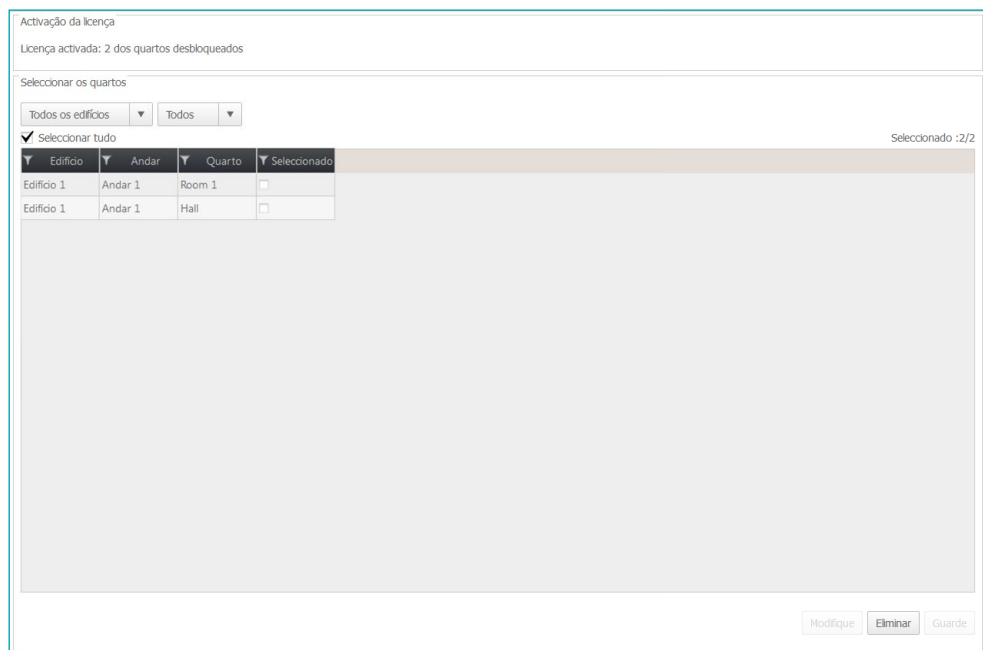 Activação da licença
Licença activada: 2 dos quartos desbloqueados
Seleccionar os quartos
Todos os edifícios Todos
Seleccionar tudo Seleccionado :2/2
Edifício Andar Quarto Seleccionado
Edifício 1 Andar 1 Room 1
Edifício 1 Andar 1 Hall
Modifique Eliminar Guarde